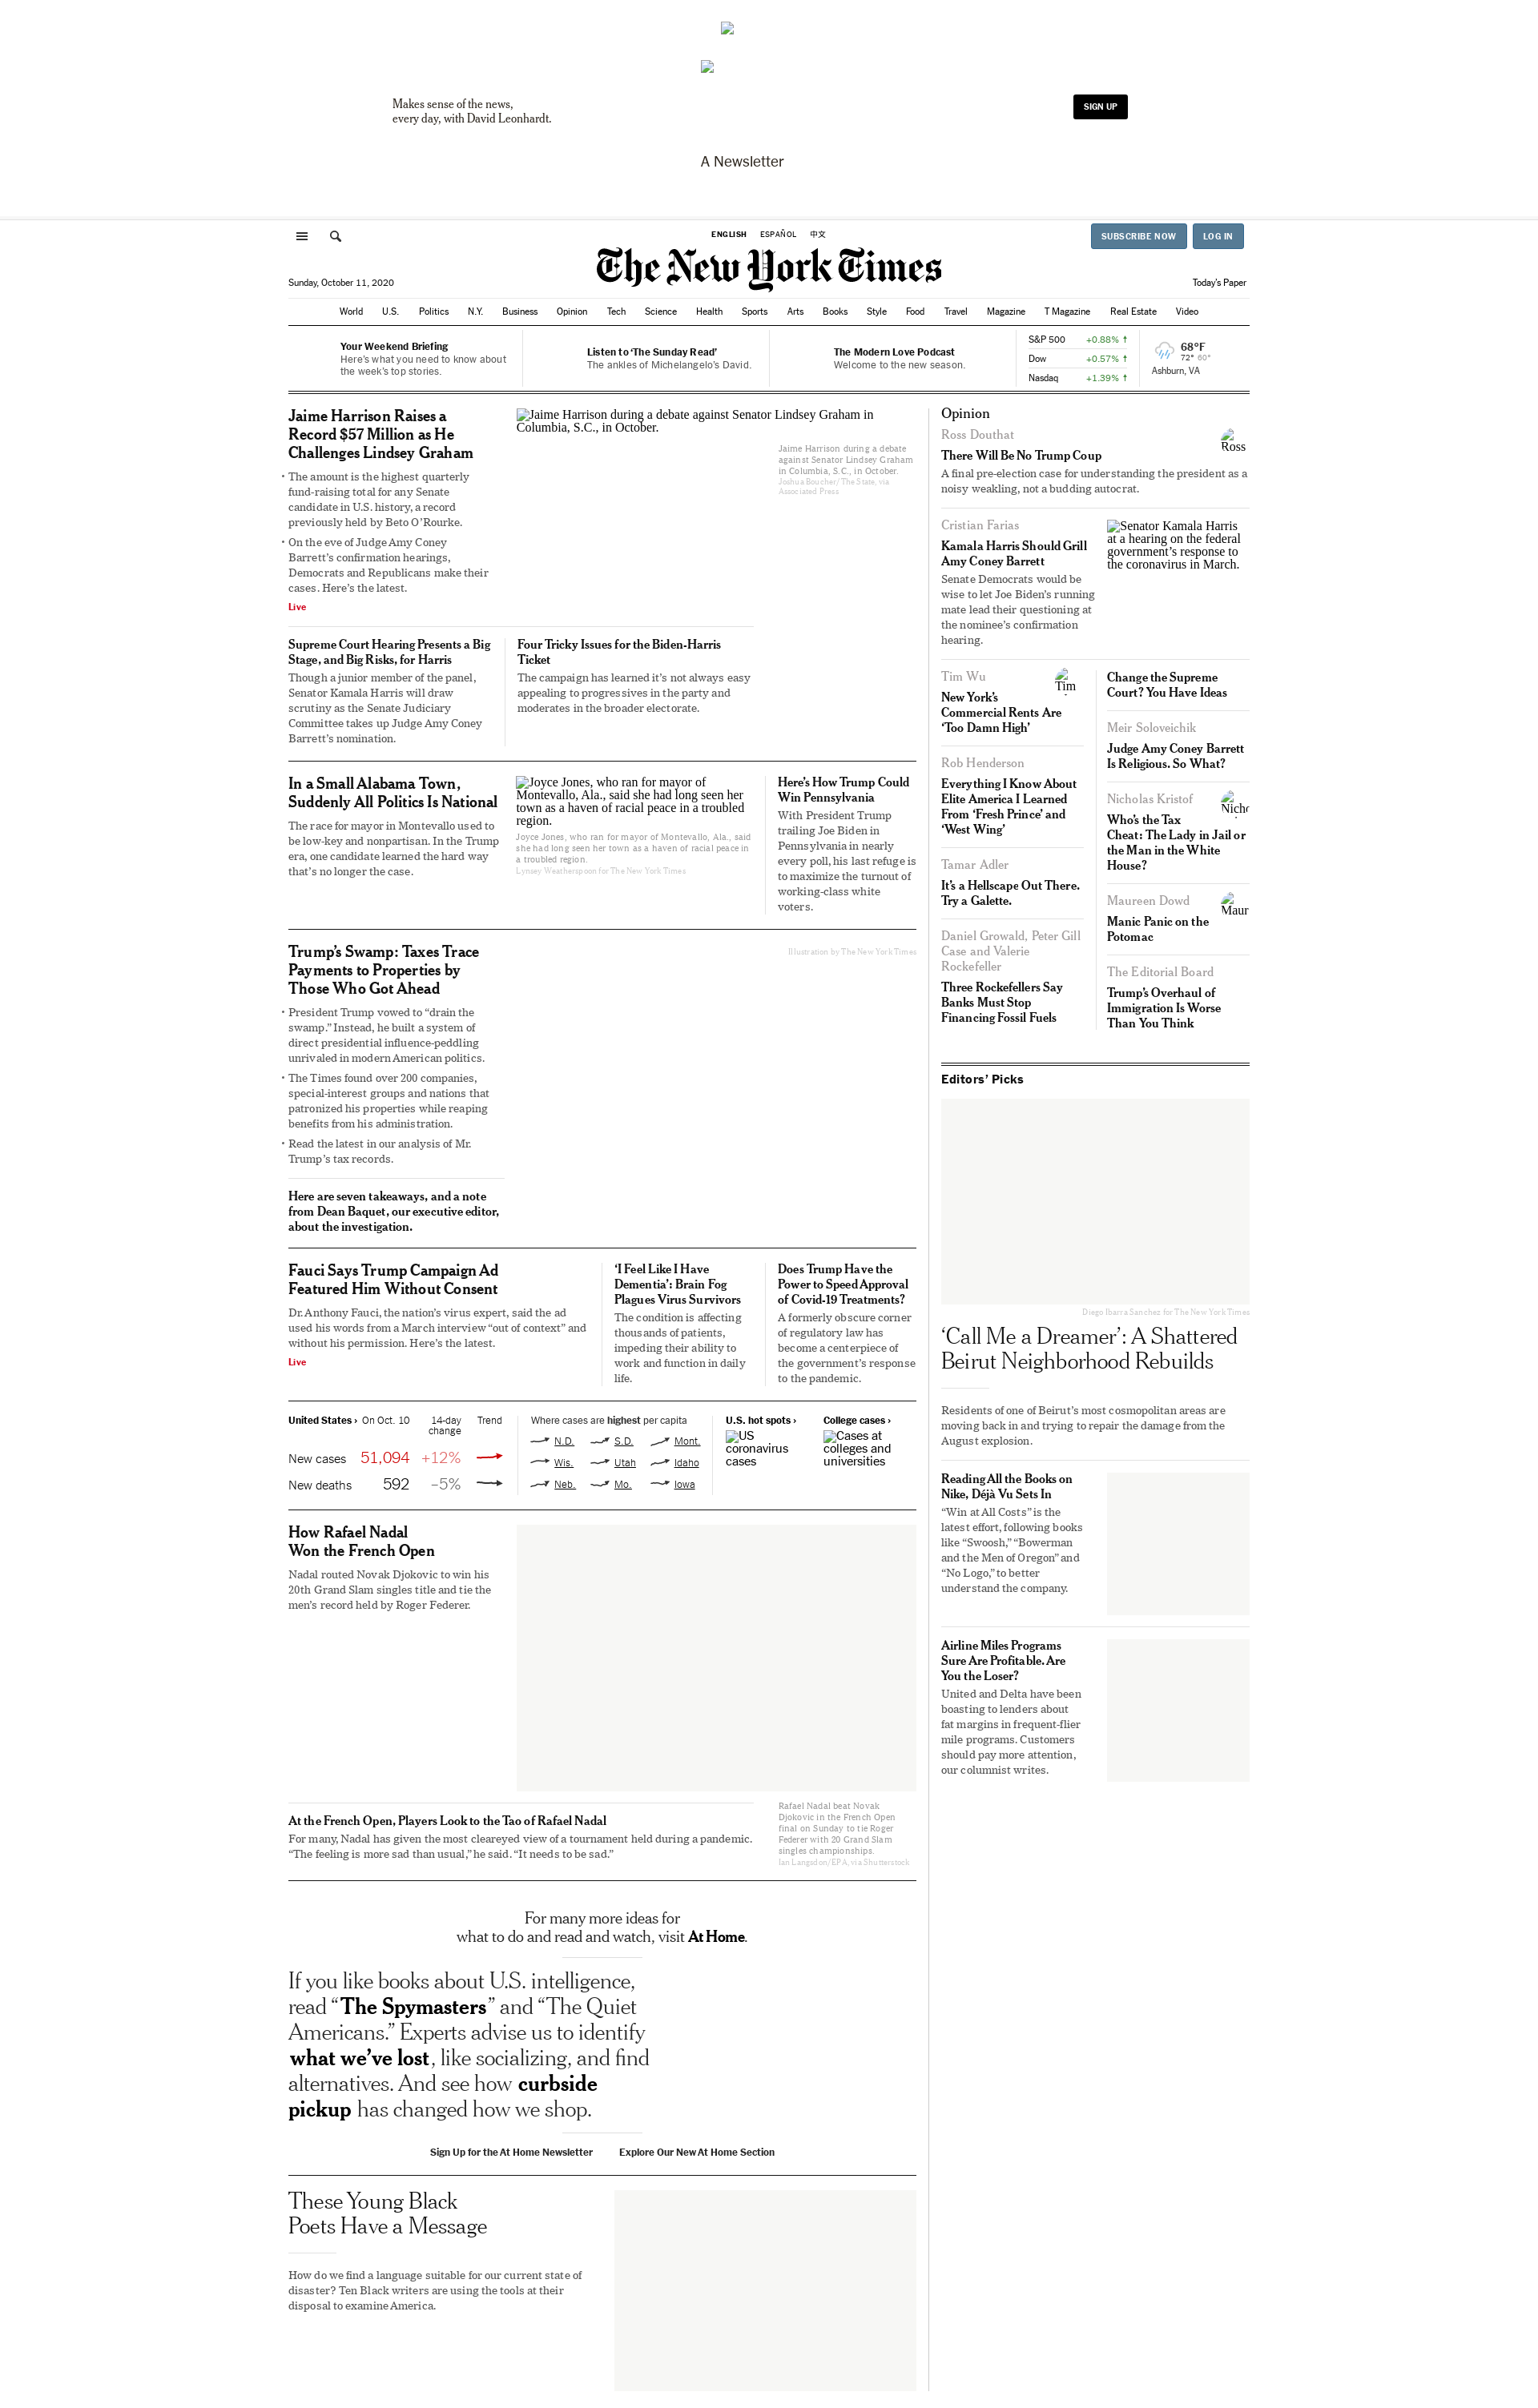 Makes sense of the news,
every day, with David Leonhardt.
SIGN UP
A Newsletter
ENGLISH ESPAÑOL 中文
SUBSCRIBE NOW LOG IN
The New York Times
Sunday, October 11, 2020
Today's Paper
World U.S. Politics N.Y. Business Opinion Tech Science Health Sports Arts Books Style Food Travel Magazine T Magazine Real Estate Video
Your Weekend Briefing
Here's what you need to know about
the week's top stories.
Listen to 'The Sunday Read'
The ankles of Michelangelo's David.
The Modern Love Podcast
Welcome to the new season.
S&P 500 +0.88% ↑
Dow +0.57% ↑
Nasdaq +1.39% ↑
68°F
72° 60°
Ashburn, VA
Jaime Harrison Raises a
Record $57 Million as He
Challenges Lindsey Graham
• The amount is the highest quarterly
fund-raising total for any Senate
candidate in U.S. history, a record
previously held by Beto O'Rourke.
• On the eve of Judge Amy Coney
Barrett's confirmation hearings,
Democrats and Republicans make their
cases. Here's the latest.
Live
Jaime Harrison during a debate against Senator Lindsey Graham in
Columbia, S.C., in October.
Jaime Harrison during a debate
against Senator Lindsey Graham
in Columbia, S.C., in October.
Joshua Boucher/The State, via
Associated Press
Supreme Court Hearing Presents a Big
Stage, and Big Risks, for Harris
Though a junior member of the panel,
Senator Kamala Harris will draw
scrutiny as the Senate Judiciary
Committee takes up Judge Amy Coney
Barrett's nomination.
Four Tricky Issues for the Biden-Harris
Ticket
The campaign has learned it's not always easy
appealing to progressives in the party and
moderates in the broader electorate.
In a Small Alabama Town,
Suddenly All Politics Is National
The race for mayor in Montevallo used to
be low-key and nonpartisan. In the Trump
era, one candidate learned the hard way
that's no longer the case.
Joyce Jones, who ran for mayor of
Montevallo, Ala., said she had long seen her
town as a haven of racial peace in a troubled
region.
Joyce Jones, who ran for mayor of Montevallo, Ala., said
she had long seen her town as a haven of racial peace in
a troubled region.
Lynsey Weatherspoon for The New York Times
Here's How Trump Could
Win Pennsylvania
With President Trump
trailing Joe Biden in
Pennsylvania in nearly
every poll, his last refuge is
to maximize the turnout of
working-class white
voters.
Trump's Swamp: Taxes Trace
Payments to Properties by
Those Who Got Ahead
• President Trump vowed to "drain the
swamp." Instead, he built a system of
direct presidential influence-peddling
unrivaled in modern American politics.
• The Times found over 200 companies,
special-interest groups and nations that
patronized his properties while reaping
benefits from his administration.
• Read the latest in our analysis of Mr.
Trump's tax records.
Illustration by The New York Times
Here are seven takeaways, and a note
from Dean Baquet, our executive editor,
about the investigation.
Fauci Says Trump Campaign Ad
Featured Him Without Consent
Dr. Anthony Fauci, the nation's virus expert, said the ad
used his words from a March interview "out of context" and
without his permission. Here's the latest.
Live
'I Feel Like I Have
Dementia': Brain Fog
Plagues Virus Survivors
The condition is affecting
thousands of patients,
impeding their ability to
work and function in daily
life.
Does Trump Have the
Power to Speed Approval
of Covid-19 Treatments?
A formerly obscure corner
of regulatory law has
become a centerpiece of
the government's response
to the pandemic.
United States › On Oct. 10 14-day
change Trend
New cases 51,094 +12%
New deaths 592 –5%
Where cases are highest per capita
N.D. S.D. Mont.
Wis. Utah Idaho
Neb. Mo. Iowa
U.S. hot spots ›
US
coronavirus
cases
College cases ›
Cases at
colleges and
universities
How Rafael Nadal
Won the French Open
Nadal routed Novak Djokovic to win his
20th Grand Slam singles title and tie the
men's record held by Roger Federer.
At the French Open, Players Look to the Tao of Rafael Nadal
For many, Nadal has given the most cleareyed view of a tournament held during a pandemic.
"The feeling is more sad than usual," he said. "It needs to be sad."
Rafael Nadal beat Novak
Djokovic in the French Open
final on Sunday to tie Roger
Federer with 20 Grand Slam
singles championships.
Ian Langsdon/EPA, via Shutterstock
For many more ideas for
what to do and read and watch, visit At Home.
If you like books about U.S. intelligence,
read "The Spymasters" and "The Quiet
Americans." Experts advise us to identify
what we've lost, like socializing, and find
alternatives. And see how curbside
pickup has changed how we shop.
Sign Up for the At Home Newsletter Explore Our New At Home Section
These Young Black
Poets Have a Message
How do we find a language suitable for our current state of
disaster? Ten Black writers are using the tools at their
disposal to examine America.
Opinion
Ross Douthat
Ross
There Will Be No Trump Coup
A final pre-election case for understanding the president as a
noisy weakling, not a budding autocrat.
Cristian Farias
Kamala Harris Should Grill
Amy Coney Barrett
Senate Democrats would be
wise to let Joe Biden's running
mate lead their questioning at
the nominee's confirmation
hearing.
Senator Kamala Harris
at a hearing on the federal
government's response to
the coronavirus in March.
Tim Wu
Tim
New York's
Commercial Rents Are
'Too Damn High'
Rob Henderson
Everything I Know About
Elite America I Learned
From 'Fresh Prince' and
'West Wing'
Tamar Adler
It's a Hellscape Out There.
Try a Galette.
Daniel Growald, Peter Gill
Case and Valerie
Rockefeller
Three Rockefellers Say
Banks Must Stop
Financing Fossil Fuels
Change the Supreme
Court? You Have Ideas
Meir Soloveichik
Judge Amy Coney Barrett
Is Religious. So What?
Nicholas Kristof
Who's the Tax
Cheat: The Lady in Jail or
the Man in the White
House?
Maureen Dowd
Manic Panic on the
Potomac
The Editorial Board
Trump's Overhaul of
Immigration Is Worse
Than You Think
Editors' Picks
Diego Ibarra Sanchez for The New York Times
'Call Me a Dreamer': A Shattered
Beirut Neighborhood Rebuilds
Residents of one of Beirut's most cosmopolitan areas are
moving back in and trying to repair the damage from the
August explosion.
Reading All the Books on
Nike, Déjà Vu Sets In
"Win at All Costs" is the
latest effort, following books
like "Swoosh," "Bowerman
and the Men of Oregon" and
"No Logo," to better
understand the company.
Airline Miles Programs
Sure Are Profitable. Are
You the Loser?
United and Delta have been
boasting to lenders about
fat margins in frequent-flier
mile programs. Customers
should pay more attention,
our columnist writes.